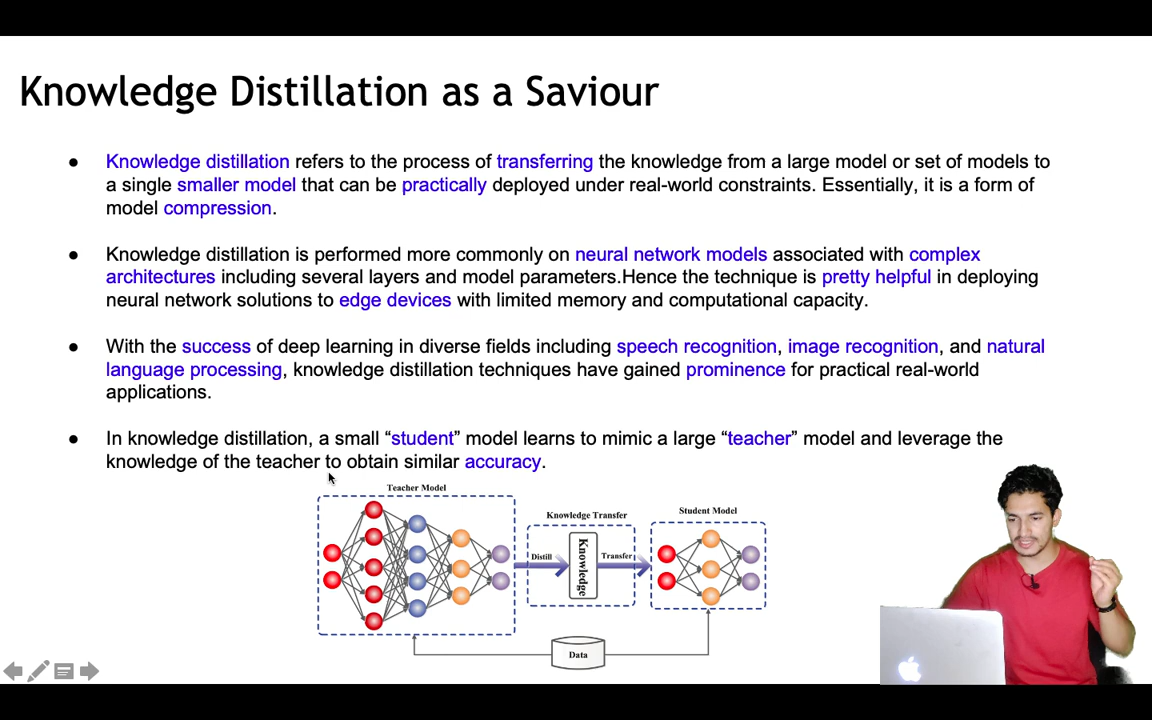 Knowledge Distillation as a Saviour
● Knowledge distillation refers to the process of transferring the knowledge from a large model or set of models to
a single smaller model that can be practically deployed under real-world constraints. Essentially, it is a form of
model compression.
● Knowledge distillation is performed more commonly on neural network models associated with complex
architectures including several layers and model parameters.Hence the technique is pretty helpful in deploying
neural network solutions to edge devices with limited memory and computational capacity.
● With the success of deep learning in diverse fields including speech recognition, image recognition, and natural
language processing, knowledge distillation techniques have gained prominence for practical real-world
applications.
● In knowledge distillation, a small “student” model learns to mimic a large “teacher” model and leverage the
knowledge of the teacher to obtain similar accuracy.
Teacher Model
Knowledge Transfer
Student Model
Distill
Knowledge
Transfer
Data